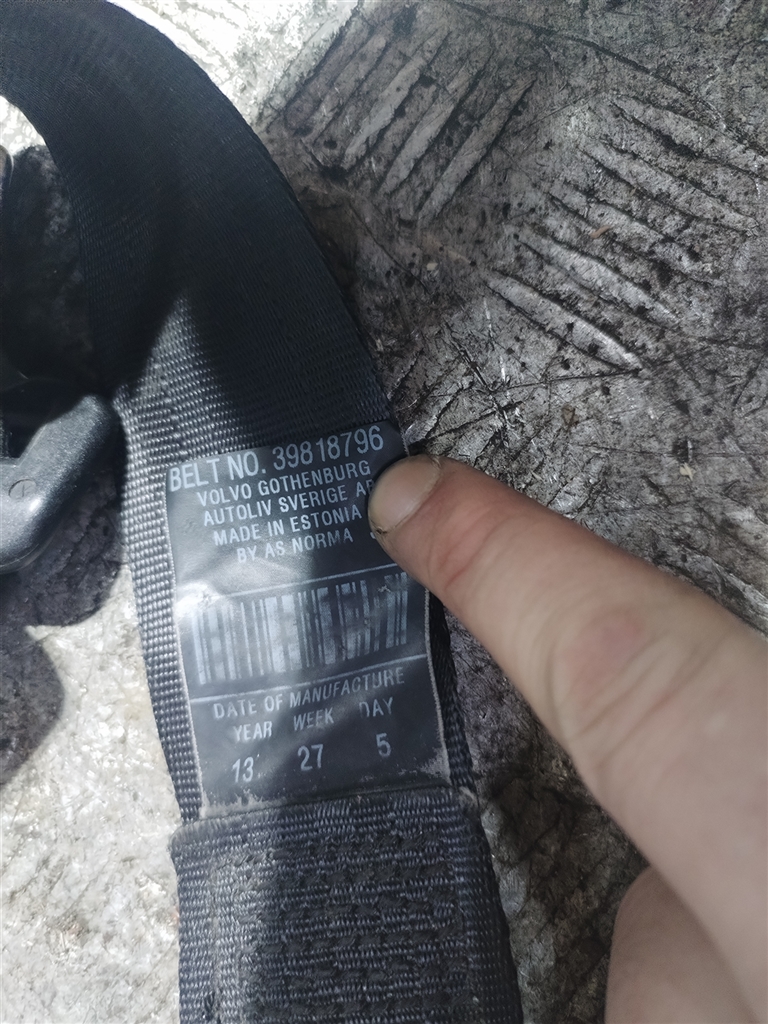 BELT NO. 39818796
VOLVO GOTHENBURG
AUTOLIV SVERIGE
MADE IN ESTONIA
BY AS NORMA
DATE OF MANUFACTURE
YEAR WEEK DAY
13 27 5